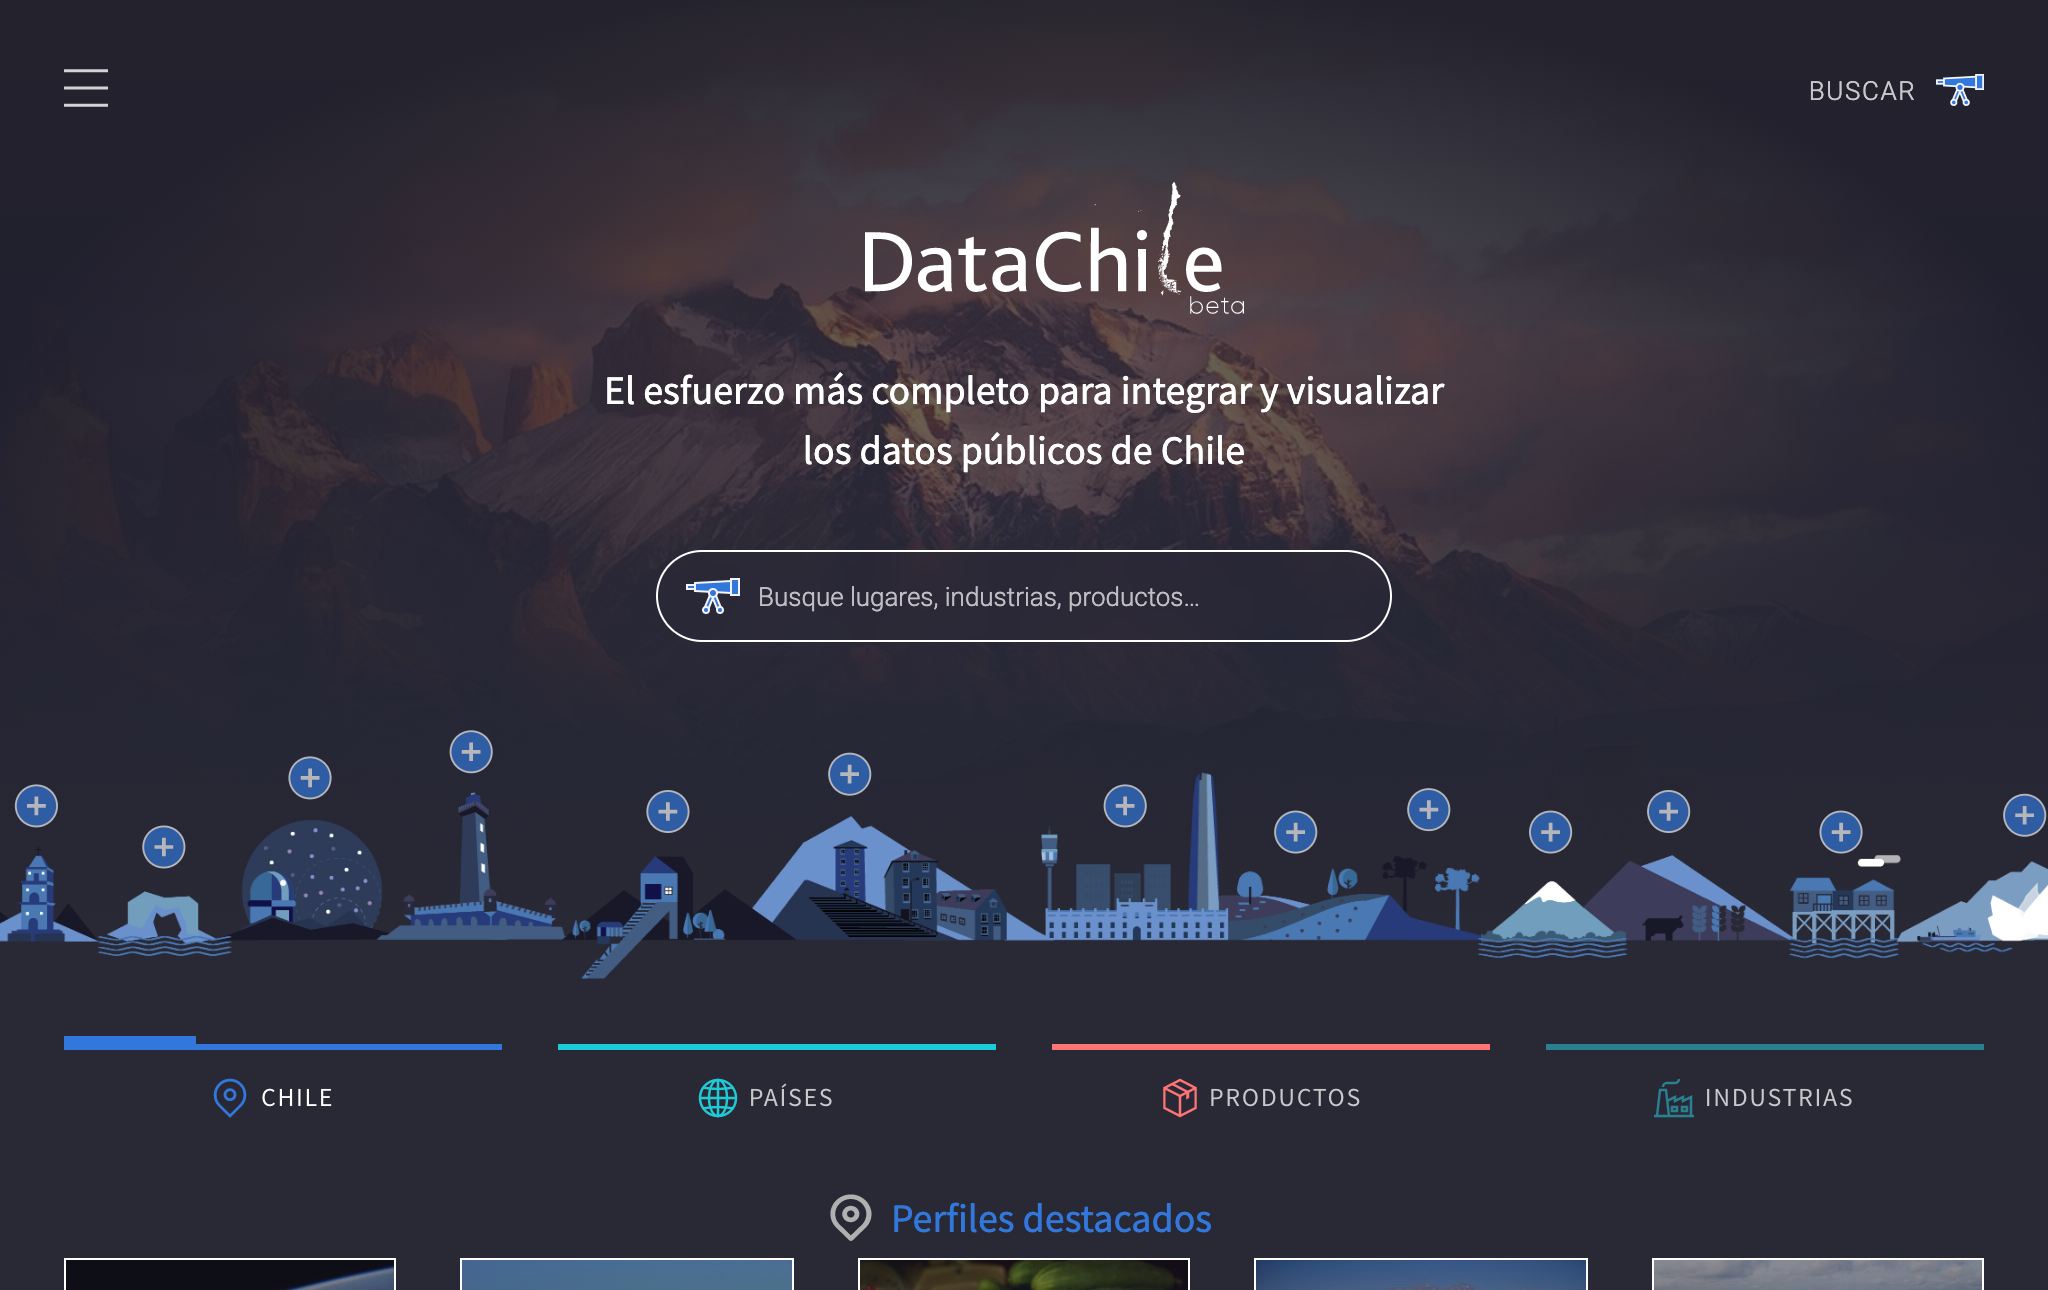 BUSCAR
DataChile
beta
El esfuerzo más completo para integrar y visualizar
los datos públicos de Chile
Busque lugares, industrias, productos...
CHILE
PAÍSES
PRODUCTOS
INDUSTRIAS
Perfiles destacados